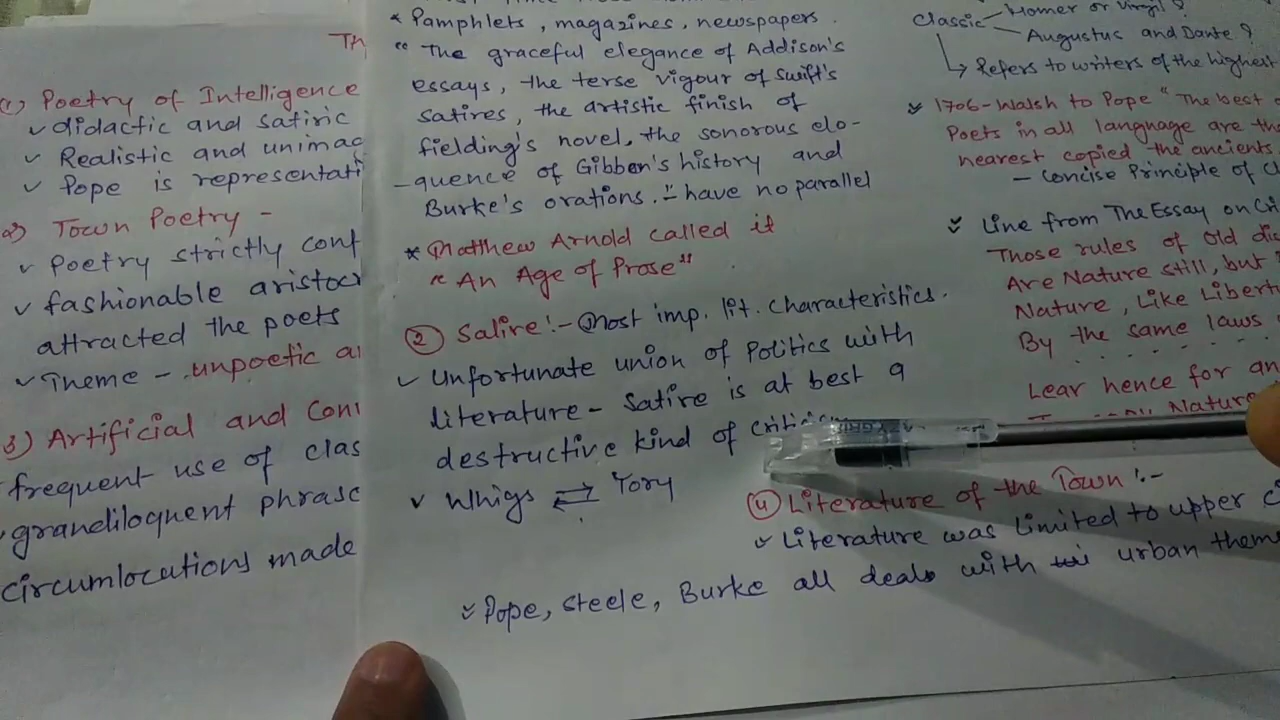 Th
(1) Poetry of Intelligence
✓ didactic and satiric
✓ Realistic and unimag
✓ Pope is representati
2) Town Poetry -
✓ Poetry strictly conf
✓ fashionable aristocr
attracted the poets
✓ Theme - unpoetic a
3) Artificial and Con
frequent use of clas
grandiloquent phrase
circumlocutions made
* Pamphlets, magazines, newspapers.
"The graceful elegance of Addison's
essays, the terse vigour of Swift's
satires, the artistic finish of
fielding's novel, the sonorous elo-
-quence of Gibben's history and
Burke's orations.:- have no parallel
* Matthew Arnold called it
"An Age of Prose"
② Satire:- Most imp. lit. characteristics.
✓ Unfortunate union of Politics with
literature - Satire is at best a
destructive kind of
✓ Whigs ⇄ Tory
classic - Homer or Virgil?
- Augustus and Dante?
↳ Refers to writers of the highest
1706 - Walsh to Pope "The best
Poets in all language are tho
nearest copied the ancients
- Concise Principle of Cl
Line from The Essay on Cri
Those rules of old dis
Are Nature still, but
Nature, Like Libert
By the same laws
Lear hence for an
Nature
④ Literature of the Town:-
✓ Literature was limited to upper c
✓ Pope, Steele, Burke all deals with urban them